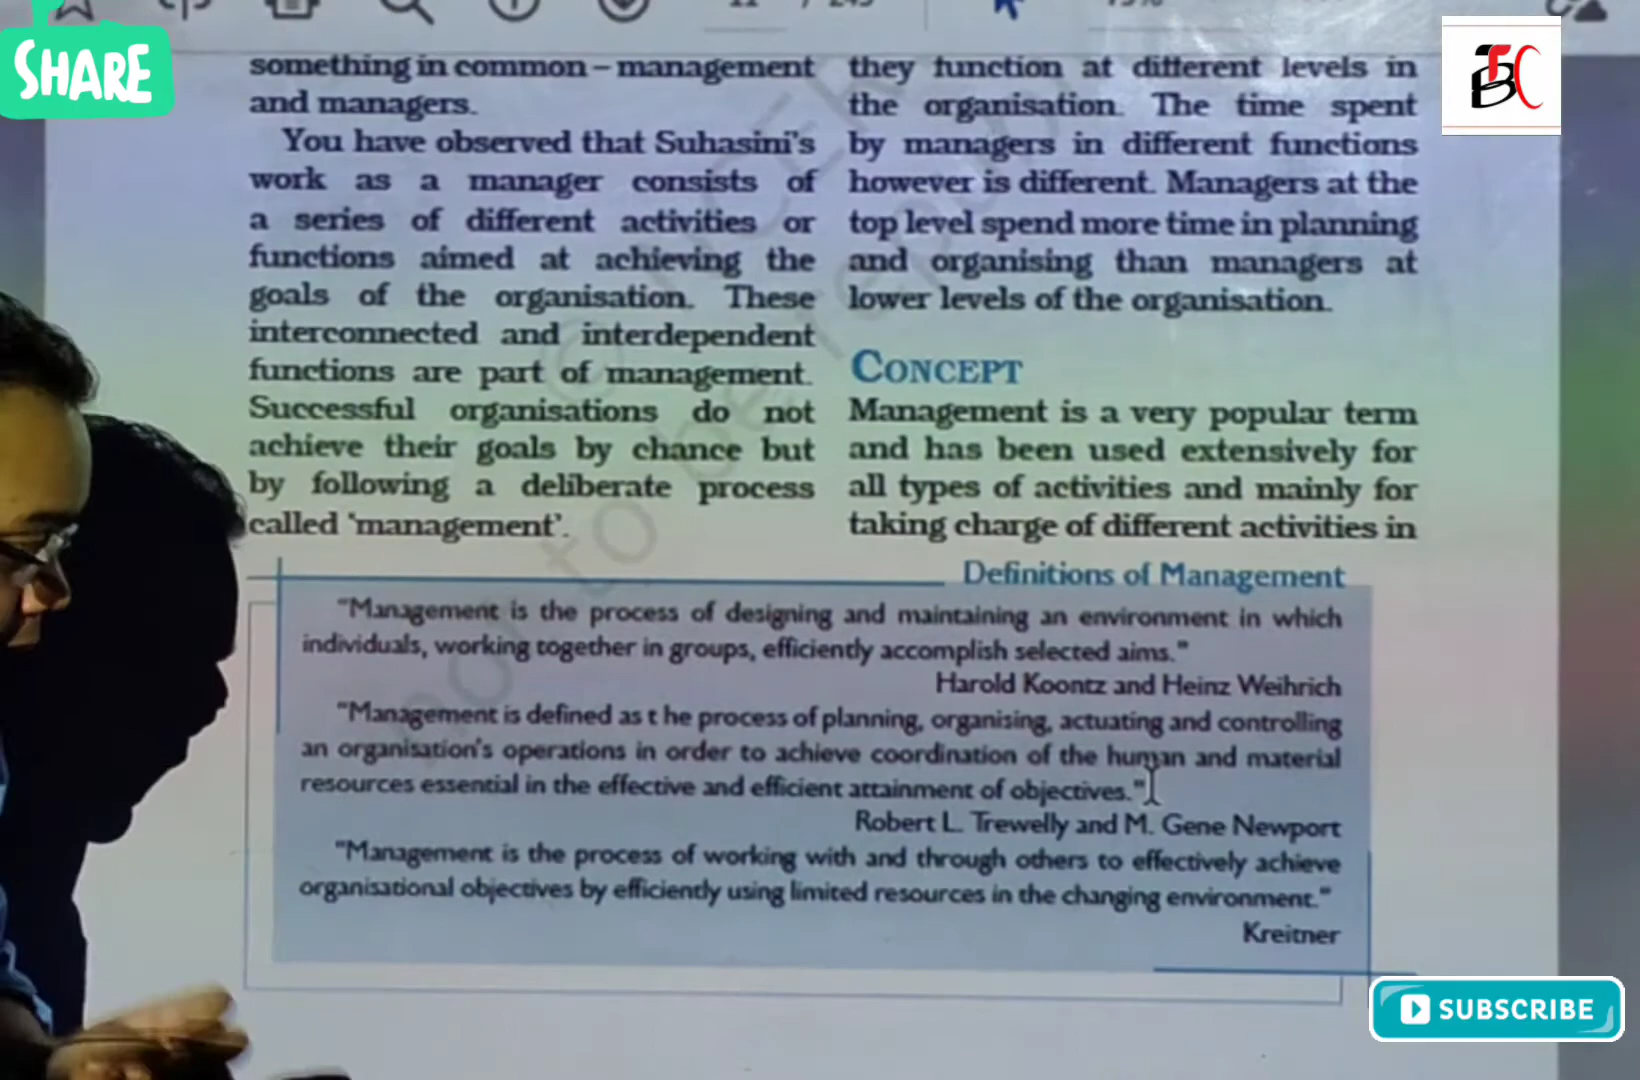 SHARE
something in common – management
and managers.
You have observed that Suhasini's
work as a manager consists of
a series of different activities or
functions aimed at achieving the
goals of the organisation. These
interconnected and interdependent
functions are part of management.
Successful organisations do not
achieve their goals by chance but
by following a deliberate process
called 'management'.
they function at different levels in
the organisation. The time spent
by managers in different functions
however is different. Managers at the
top level spend more time in planning
and organising than managers at
lower levels of the organisation.
CONCEPT
Management is a very popular term
and has been used extensively for
all types of activities and mainly for
taking charge of different activities in
Definitions of Management
"Management is the process of designing and maintaining an environment in which
individuals, working together in groups, efficiently accomplish selected aims."
Harold Koontz and Heinz Weihrich
"Management is defined as t he process of planning, organising, actuating and controlling
an organisation's operations in order to achieve coordination of the human and material
resources essential in the effective and efficient attainment of objectives."
Robert L. Trewelly and M. Gene Newport
"Management is the process of working with and through others to effectively achieve
organisational objectives by efficiently using limited resources in the changing environment."
Kreitner
not to be
SUBSCRIBE